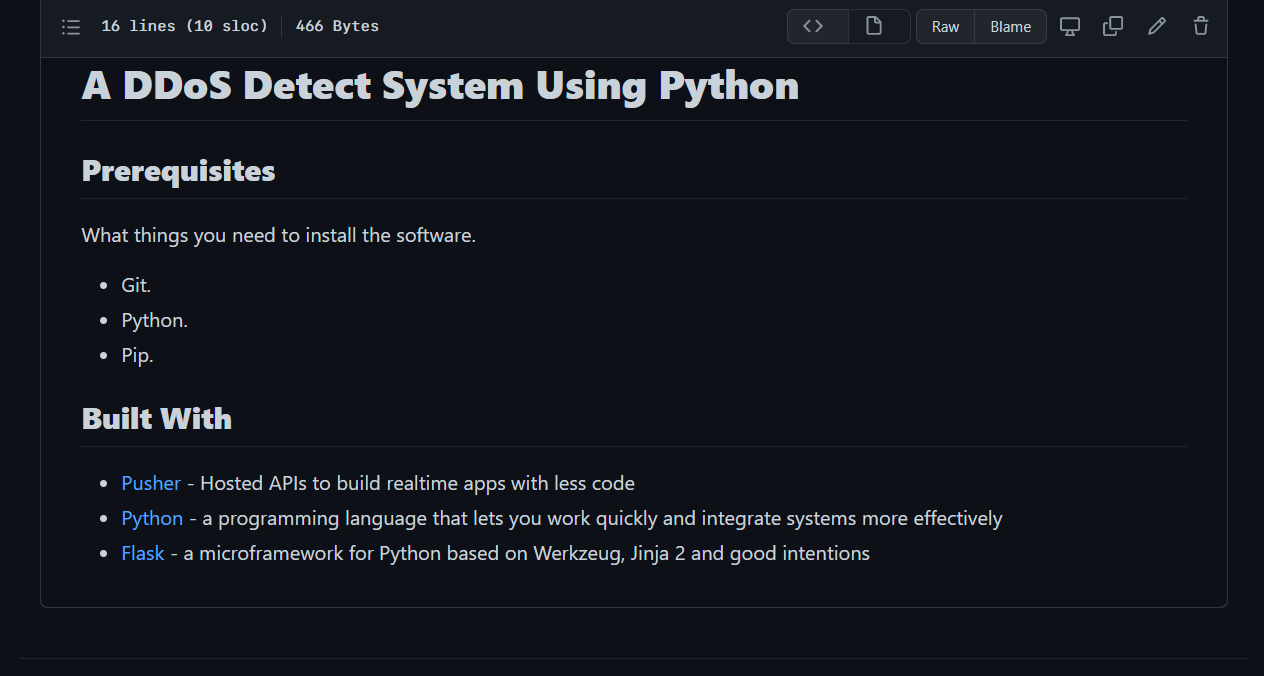 16 lines (10 sloc) 466 Bytes
<> Raw Blame
A DDoS Detect System Using Python
Prerequisites
What things you need to install the software.
Git.
Python.
Pip.
Built With
Pusher - Hosted APIs to build realtime apps with less code
Python - a programming language that lets you work quickly and integrate systems more effectively
Flask - a microframework for Python based on Werkzeug, Jinja 2 and good intentions